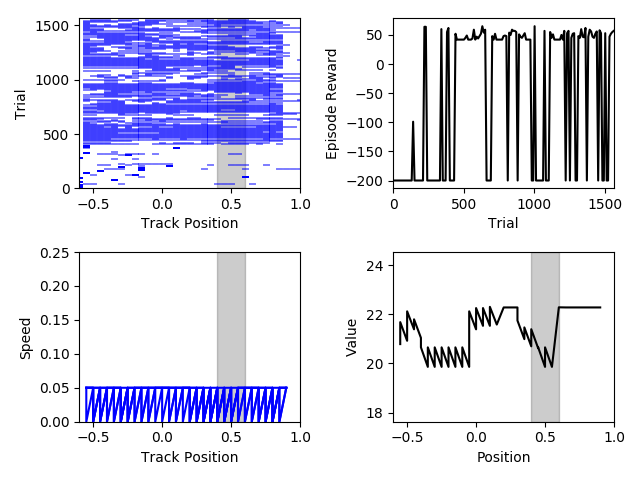 1500
1000
500
0
Trial
−0.5 0.0 0.5 1.0
Track Position
50
0
−50
−100
−150
−200
Episode Reward
0 500 1000 1500
Trial
0.25
0.20
0.15
0.10
0.05
0.00
Speed
−0.5 0.0 0.5 1.0
Track Position
24
22
20
18
Value
−0.5 0.0 0.5 1.0
Position